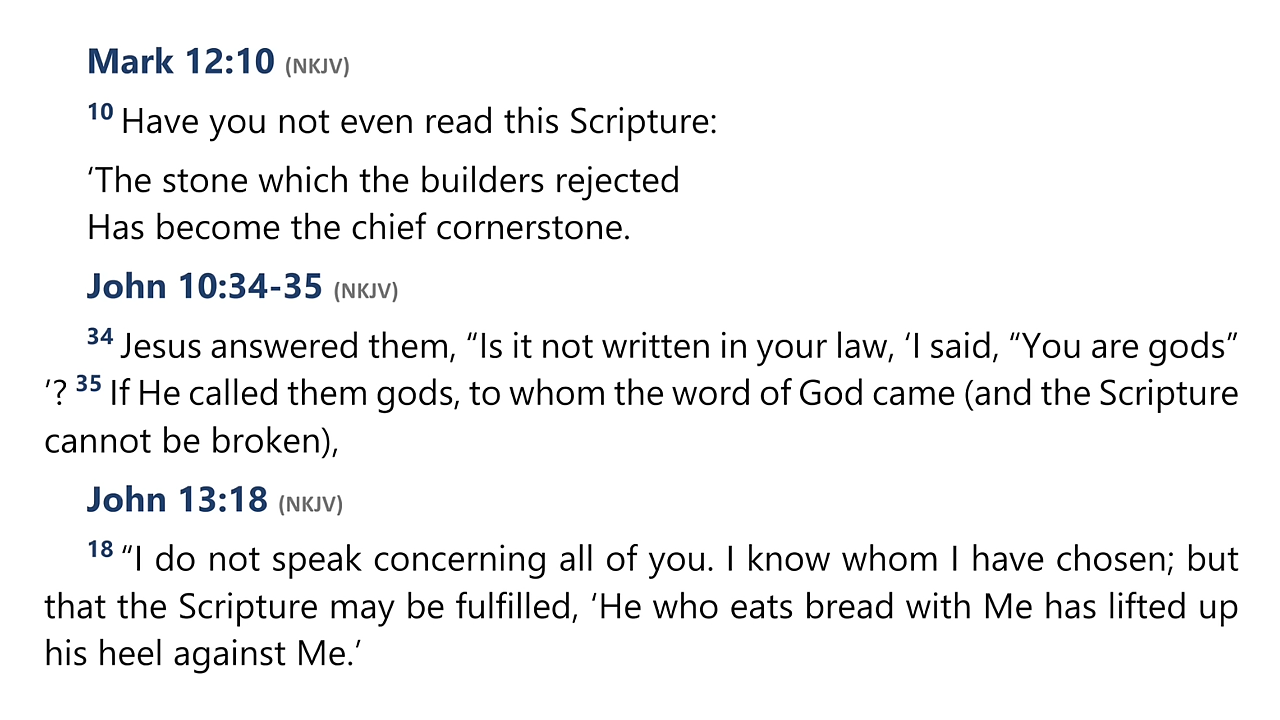 Mark 12:10 (NKJV)
10 Have you not even read this Scripture:
‘The stone which the builders rejected
Has become the chief cornerstone.
John 10:34-35 (NKJV)
34 Jesus answered them, “Is it not written in your law, ‘I said, “You are gods”
’? 35 If He called them gods, to whom the word of God came (and the Scripture
cannot be broken),
John 13:18 (NKJV)
18 “I do not speak concerning all of you. I know whom I have chosen; but
that the Scripture may be fulfilled, ‘He who eats bread with Me has lifted up
his heel against Me.’